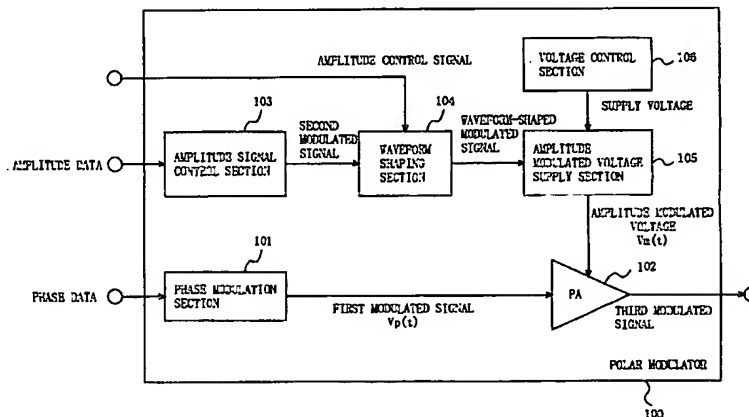 AMPLITUDE CONTROL SIGNAL
VOLTAGE CONTROL
SECTION
106
103
104
SUPPLY VOLTAGE
AMPLITUDE DATA
AMPLITUDE SIGNAL
CONTROL SECTION
SECOND
MODULATED
SIGNAL
WAVEFORM
SHAPING
SECTION
WAVEFORM-SHAPED
MODULATED
SIGNAL
AMPLITUDE
MODULATED VOLTAGE
SUPPLY SECTION
105
AMPLITUDE MODULATED
VOLTAGE
Vm(t)
101
102
PHASE DATA
PHASE MODULATION
SECTION
FIRST MODULATED SIGNAL
Vp(t)
PA
THIRD MODULATED
SIGNAL
POLAR MODULATOR
100